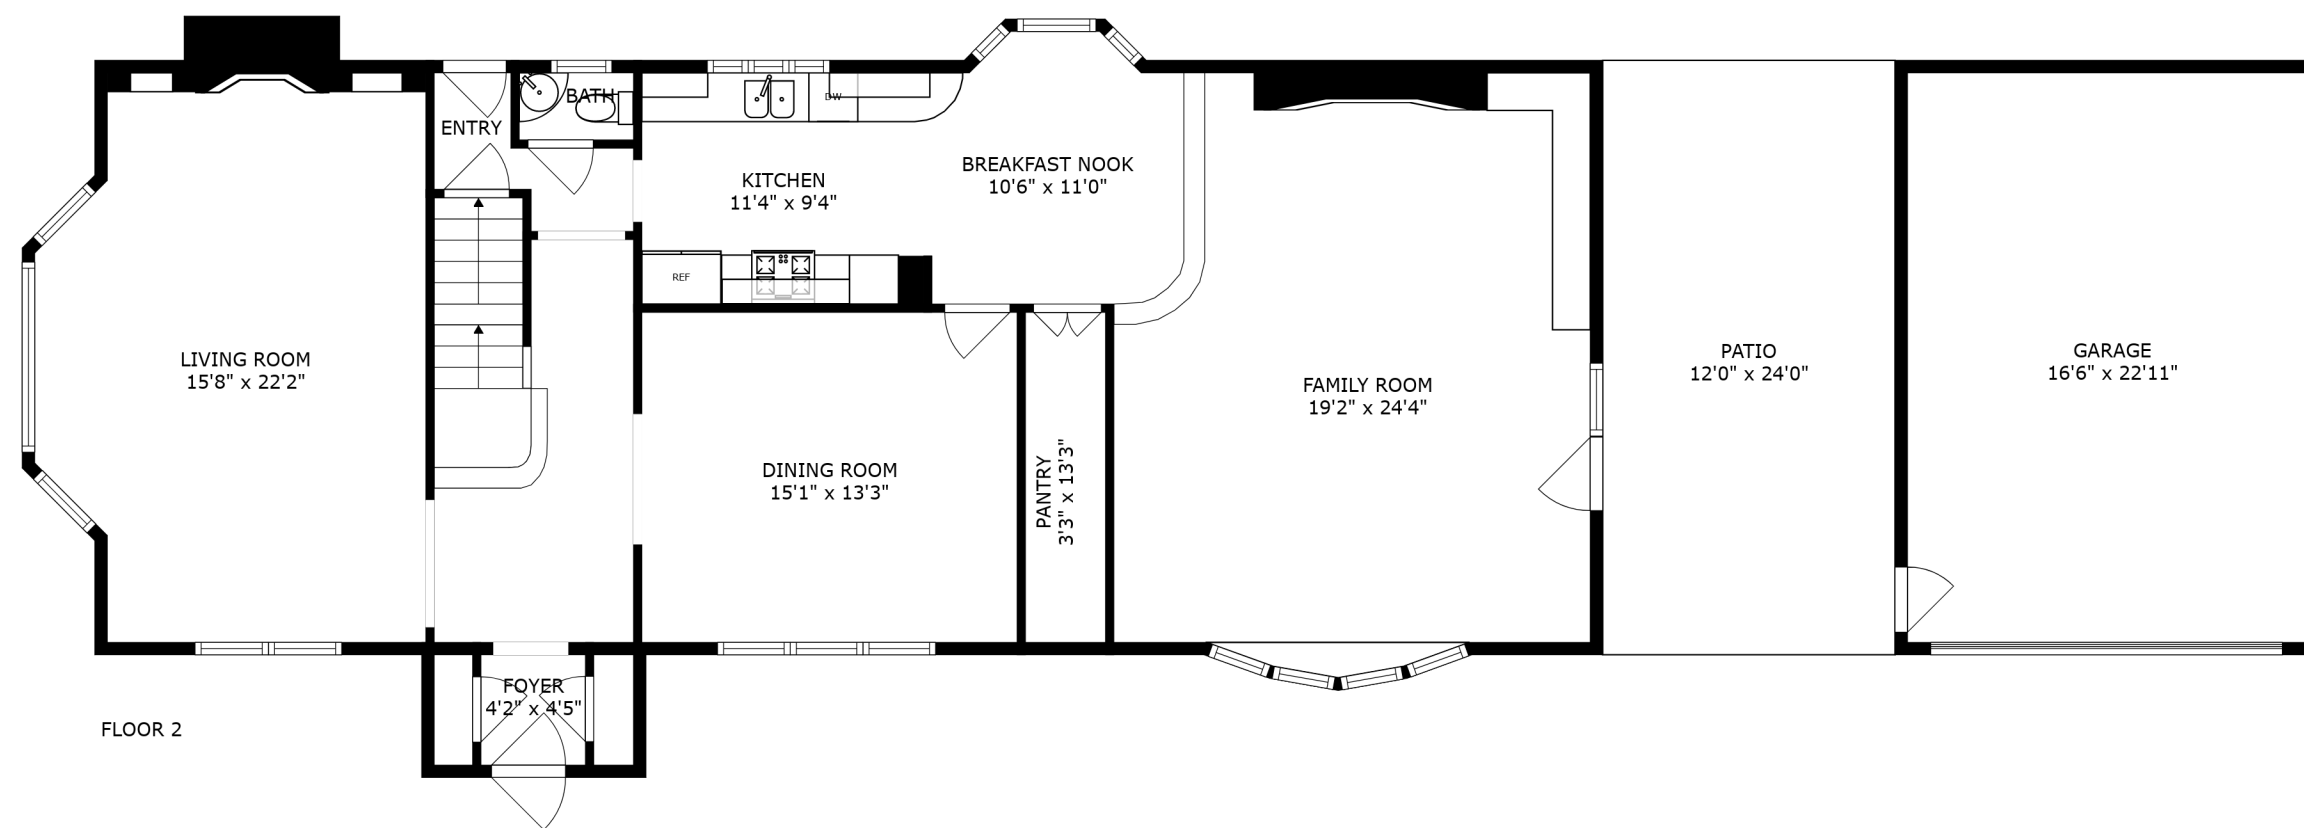 BATH
DW
ENTRY
KITCHEN
11'4" x 9'4"
BREAKFAST NOOK
10'6" x 11'0"
REF
LIVING ROOM
15'8" x 22'2"
DINING ROOM
15'1" x 13'3"
PANTRY
3'3" x 13'3"
FAMILY ROOM
19'2" x 24'4"
PATIO
12'0" x 24'0"
GARAGE
16'6" x 22'11"
FOYER
4'2" x 4'5"
FLOOR 2